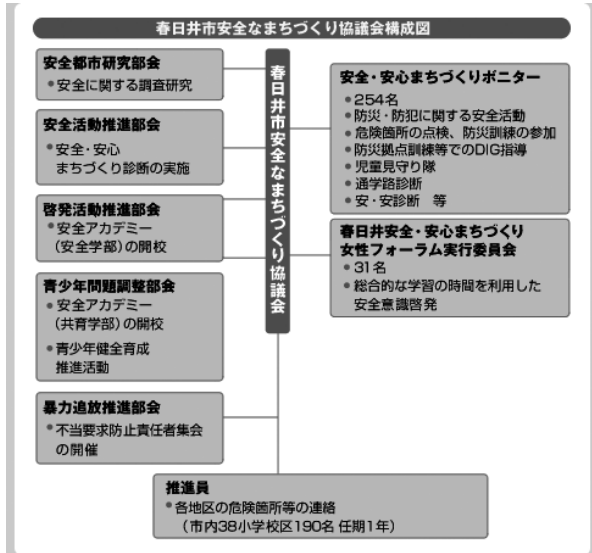 春日井市安全なまちづくり協議会構成図
安全都市研究部会
●安全に関する調査研究
安全活動推進部会
●安全・安心
まちづくり診断の実施
啓発活動推進部会
●安全アカデミー
(安全学部)の開校
青少年問題調整部会
●安全アカデミー
(共育学部)の開校
●青少年健全育成
推進活動
暴力追放推進部会
●不当要求防止責任者集会
の開催
春日井市安全なまちづくり協議会
安全・安心まちづくりボニター
●254名
●防災・防犯に関する安全活動
●危険箇所の点検、防災訓練の参加
●防災拠点訓練等でのDIG指導
●児童見守り隊
●通学路診断
●安・安診断 等
春日井安全・安心まちづくり
女性フォーラム実行委員会
●31名
●総合的な学習の時間を利用した
安全意識啓発
推進員
●各地区の危険箇所等の連絡
(市内38小学校区190名 任期1年)